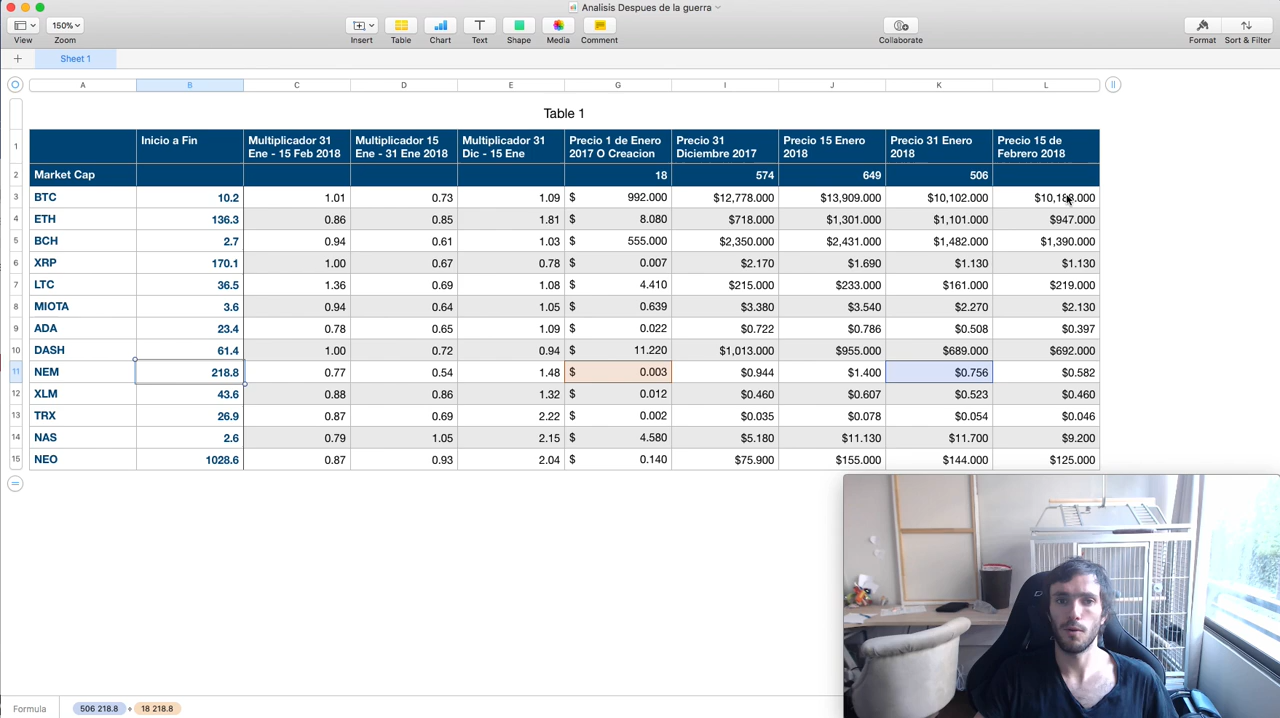 Analisis Despues de la guerra
150%
View
Zoom
Insert
Table
Chart
Text
Shape
Media
Comment
Collaborate
Format
Sort & Filter
+ Sheet 1
A B C D E G I J K L
Table 1
1 Inicio a Fin Multiplicador 31 Ene - 15 Feb 2018 Multiplicador 15 Ene - 31 Ene 2018 Multiplicador 31 Dic - 15 Ene Precio 1 de Enero 2017 O Creacion Precio 31 Diciembre 2017 Precio 15 Enero 2018 Precio 31 Enero 2018 Precio 15 de Febrero 2018
2 Market Cap 18 574 649 506
3 BTC 10.2 1.01 0.73 1.09 $ 992.000 $12,778.000 $13,909.000 $10,102.000
4 ETH 136.3 0.86 0.85 1.81 $ 8.080 $718.000 $1,301.000 $1,101.000 $947.000
5 BCH 2.7 0.94 0.61 1.03 $ 555.000 $2,350.000 $2,431.000 $1,482.000 $1,390.000
6 XRP 170.1 1.00 0.67 0.78 $ 0.007 $2.170 $1.690 $1.130 $1.130
7 LTC 36.5 1.36 0.69 1.08 $ 4.410 $215.000 $233.000 $161.000 $219.000
8 MIOTA 3.6 0.94 0.64 1.05 $ 0.639 $3.380 $3.540 $2.270 $2.130
9 ADA 23.4 0.78 0.65 1.09 $ 0.022 $0.722 $0.786 $0.508 $0.397
10 DASH 61.4 1.00 0.72 0.94 $ 11.220 $1,013.000 $955.000 $689.000 $692.000
11 NEM 218.8 0.77 0.54 1.48 $ 0.003 $0.944 $1.400 $0.756 $0.582
12 XLM 43.6 0.88 0.86 1.32 $ 0.012 $0.460 $0.607 $0.523 $0.460
13 TRX 26.9 0.87 0.69 2.22 $ 0.002 $0.035 $0.078 $0.054 $0.046
14 NAS 2.6 0.79 1.05 2.15 $ 4.580 $5.180 $11.130 $11.700 $9.200
15 NEO 1028.6 0.87 0.93 2.04 $ 0.140 $75.900 $155.000 $144.000 $125.000
Formula 506 218.8 ÷ 18 218.8